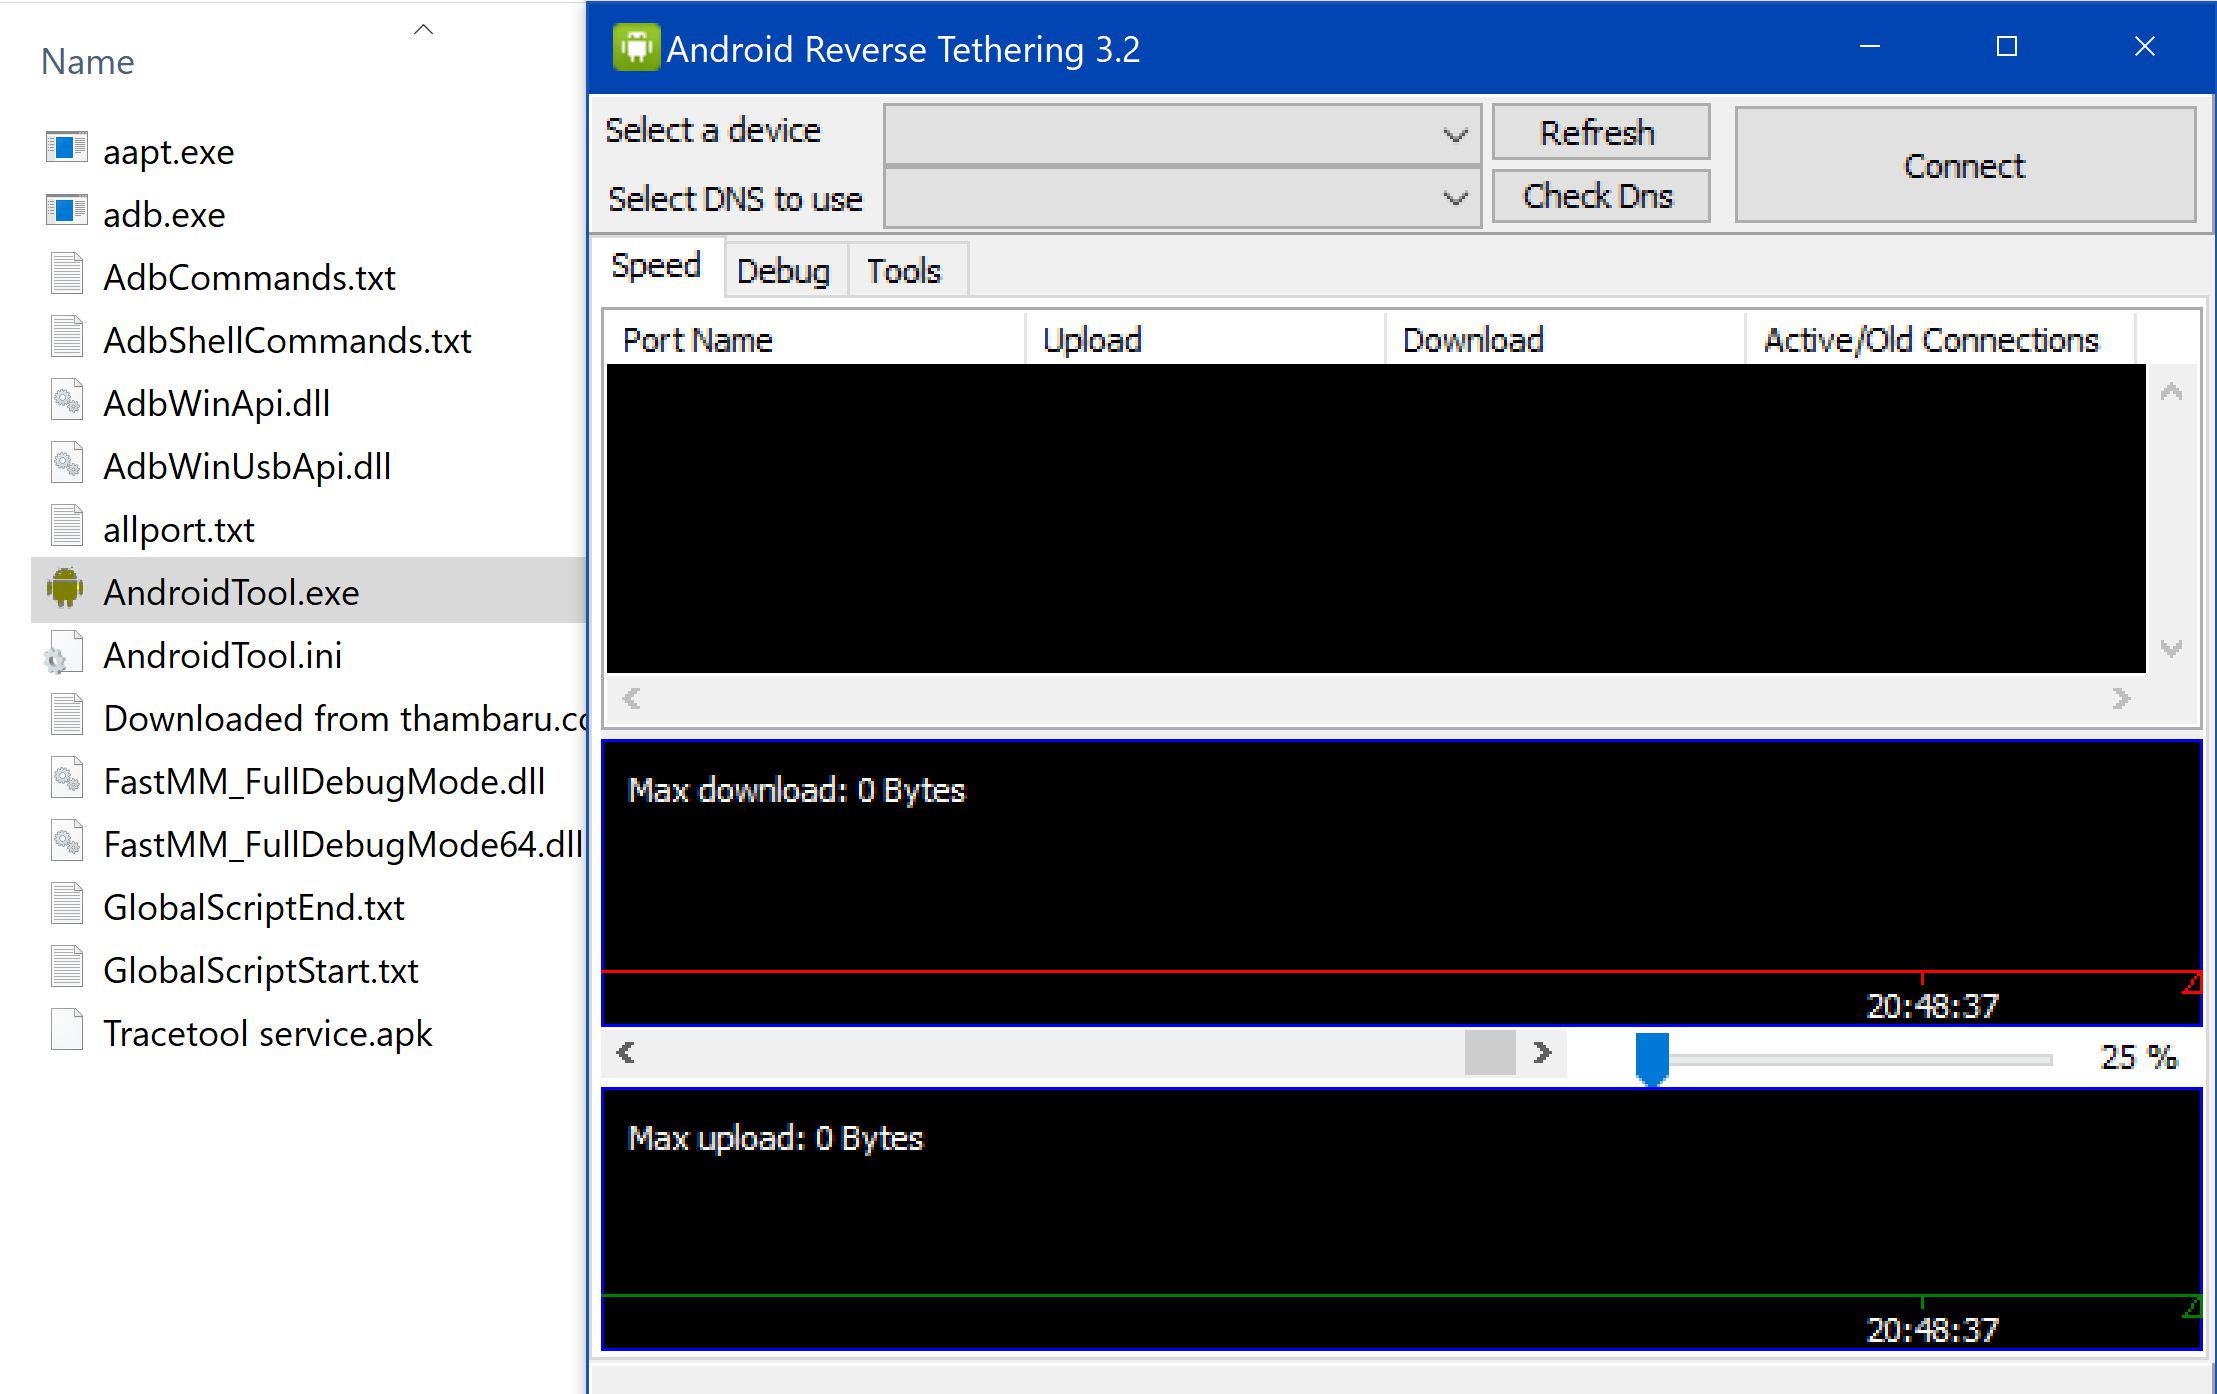 Name
aapt.exe
adb.exe
AdbCommands.txt
AdbShellCommands.txt
AdbWinApi.dll
AdbWinUsbApi.dll
allport.txt
AndroidTool.exe
AndroidTool.ini
Downloaded from thambaru.co
FastMM_FullDebugMode.dll
FastMM_FullDebugMode64.dll
GlobalScriptEnd.txt
GlobalScriptStart.txt
Tracetool service.apk
Android Reverse Tethering 3.2
Select a device
Refresh
Connect
Select DNS to use
Check Dns
Speed Debug Tools
Port Name Upload Download Active/Old Connections
Max download: 0 Bytes
20:48:37
25 %
Max upload: 0 Bytes
20:48:37